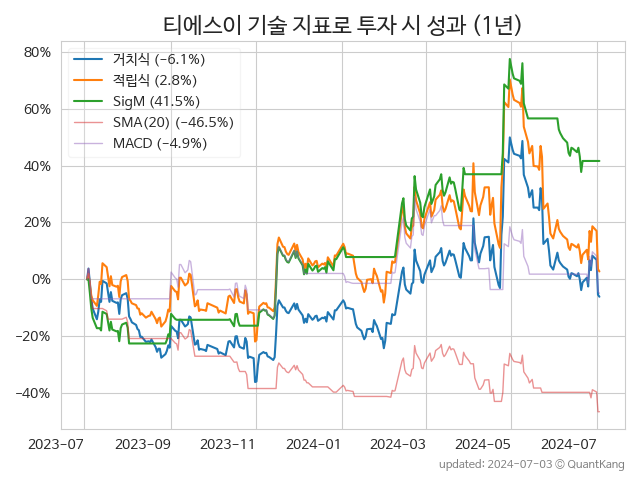 티에스이 기술 지표로 투자 시 성과 (1년)
80%
60%
40%
20%
0%
−20%
−40%
거치식 (−6.1%)
적립식 (2.8%)
SigM (41.5%)
SMA(20) (−46.5%)
MACD (−4.9%)
2023-07 2023-09 2023-11 2024-01 2024-03 2024-05 2024-07
updated: 2024-07-03 ⓒ QuantKang